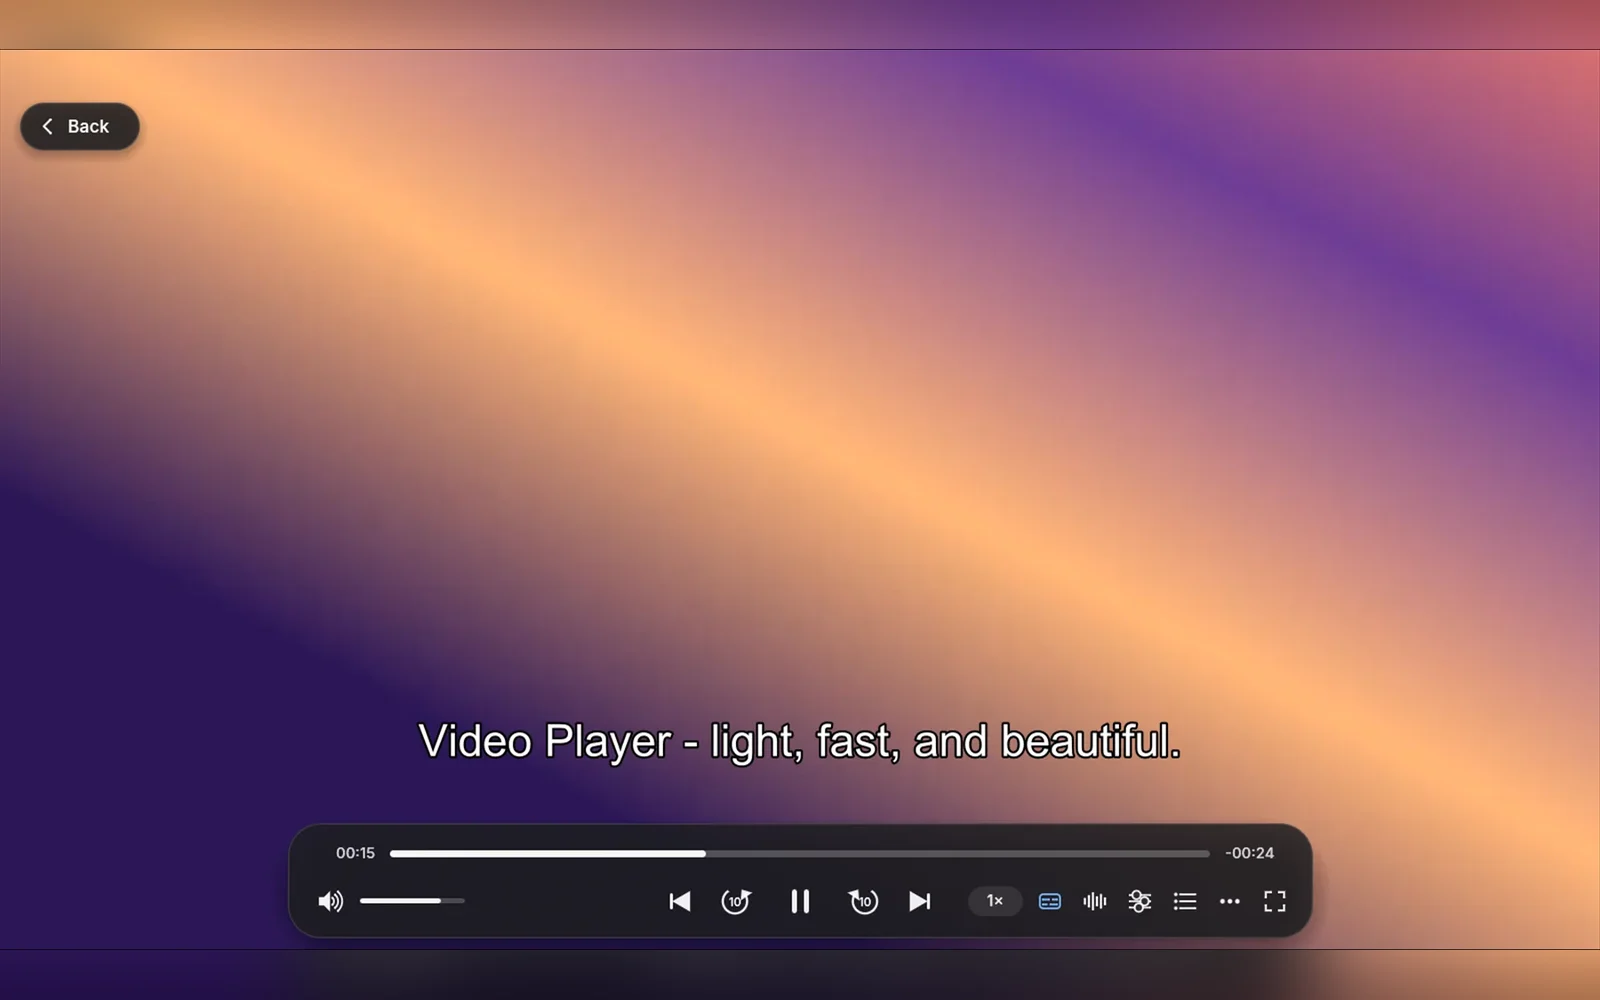 Back
Video Player - light, fast, and beautiful.
00:15
-00:24
10
10
1×